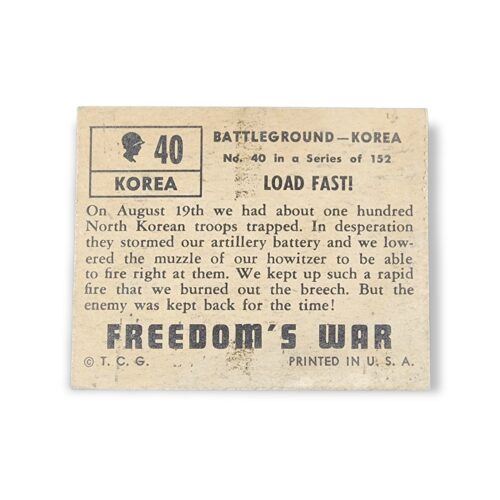 40
KOREA
BATTLEGROUND—KOREA
No. 40 in a Series of 152
LOAD FAST!
On August 19th we had about one hundred
North Korean troops trapped. In desperation
they stormed our artillery battery and we low-
ered the muzzle of our howitzer to be able
to fire right at them. We kept up such a rapid
fire that we burned out the breech. But the
enemy was kept back for the time!
FREEDOM'S WAR
© T. C. G. PRINTED IN U. S. A.